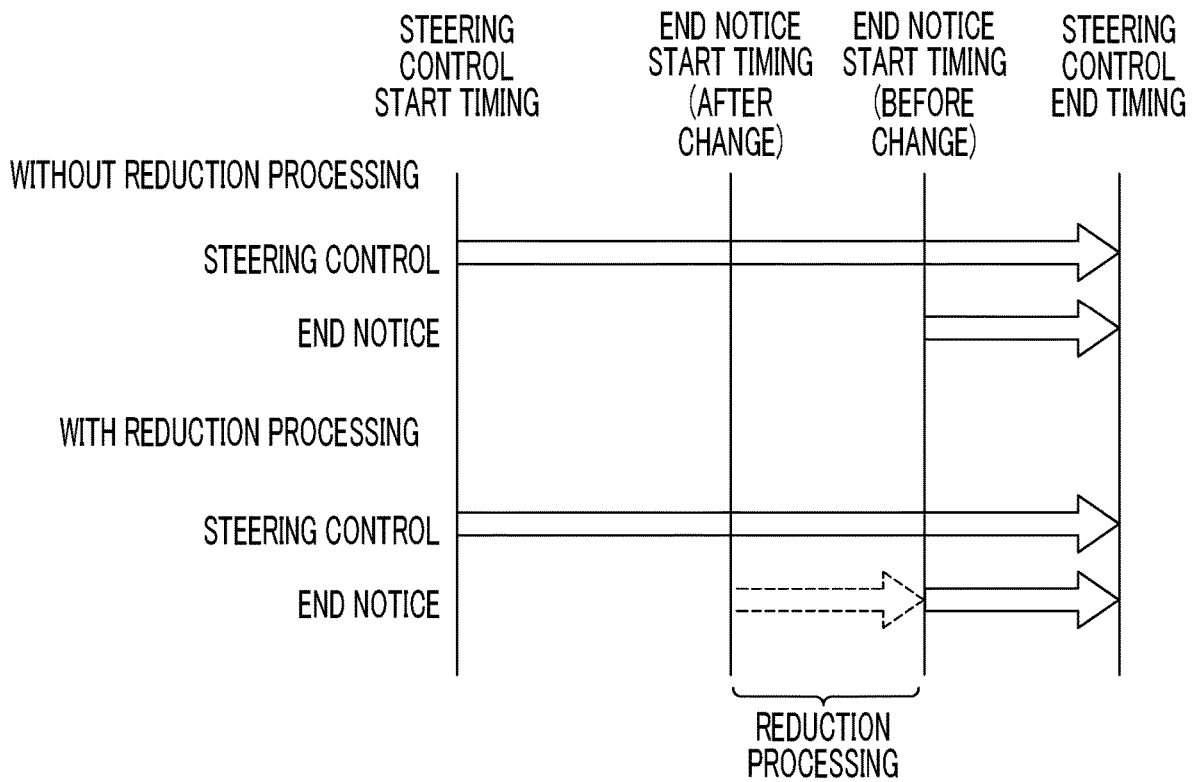 STEERING
CONTROL
START TIMING
END NOTICE
START TIMING
(AFTER
CHANGE)
END NOTICE
START TIMING
(BEFORE
CHANGE)
STEERING
CONTROL
END TIMING
WITHOUT REDUCTION PROCESSING
STEERING CONTROL
END NOTICE
WITH REDUCTION PROCESSING
STEERING CONTROL
END NOTICE
REDUCTION
PROCESSING